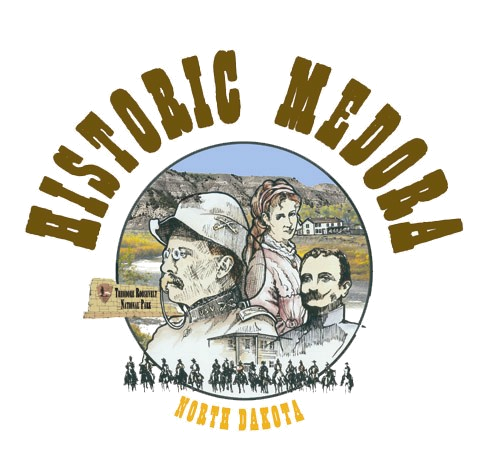 HISTORIC MEDORA
THEODORE ROOSEVELT
NATIONAL PARK
NORTH DAKOTA